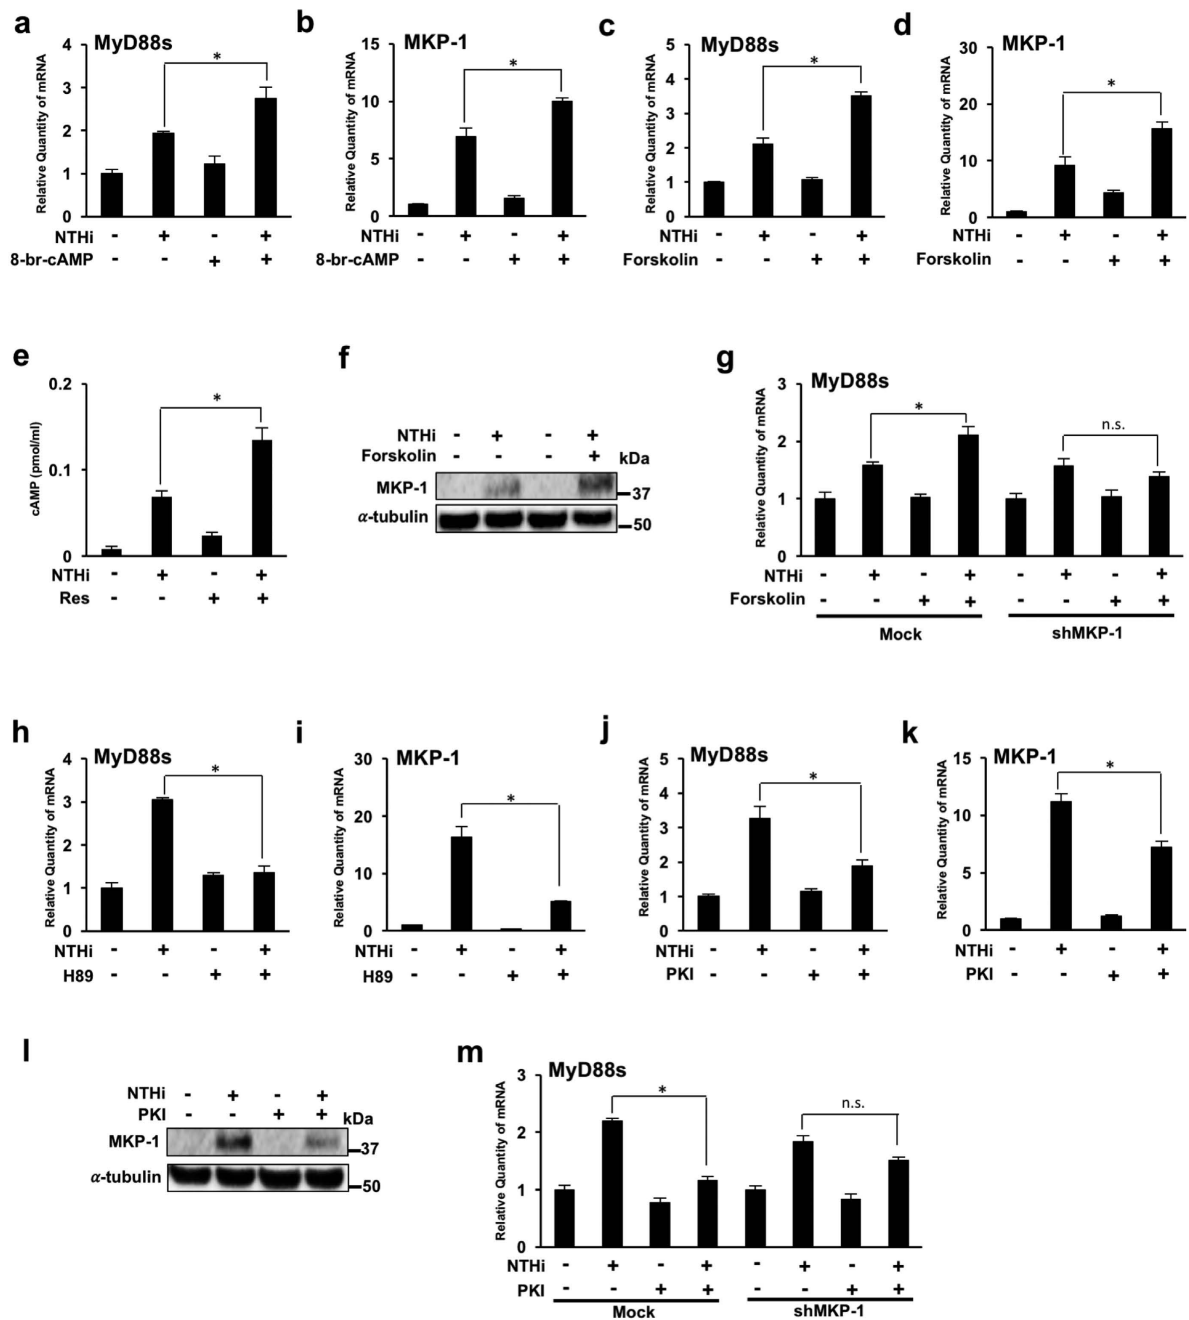 a
MyD88s
Relative Quantity of mRNA
4
3
2
1
0
*
NTHi - + - +
8-br-cAMP - - + +
b
MKP-1
Relative Quantity of mRNA
15
10
5
0
*
NTHi - + - +
8-br-cAMP - - + +
c
MyD88s
Relative Quantity of mRNA
5
4
3
2
1
0
*
NTHi - + - +
Forskolin - - + +
d
MKP-1
Relative Quantity of mRNA
30
20
10
0
*
NTHi - + - +
Forskolin - - + +
e
cAMP (pmol/ml)
0.2
0.1
0
*
NTHi - + - +
Res - - + +
f
NTHi - + - +
Forskolin - - - + kDa
MKP-1 37
α-tubulin 50
g
MyD88s
Relative Quantity of mRNA
3
2
1
0
*
n.s.
NTHi - + - + - + - +
Forskolin - - + + - - + +
Mock shMKP-1
h
MyD88s
Relative Quantity of mRNA
4
3
2
1
0
*
NTHi - + - +
H89 - - + +
i
MKP-1
Relative Quantity of mRNA
30
20
10
0
*
NTHi - + - +
H89 - - + +
j
MyD88s
Relative Quantity of mRNA
5
4
3
2
1
0
*
NTHi - + - +
PKI - - + +
k
MKP-1
Relative Quantity of mRNA
15
10
5
0
*
NTHi - + - +
PKI - - + +
l
NTHi - + - +
PKI - - + + kDa
MKP-1 37
α-tubulin 50
m
MyD88s
Relative Quantity of mRNA
3
2
1
0
*
n.s.
NTHi - + - + - + - +
PKI - - + + - - + +
Mock shMKP-1